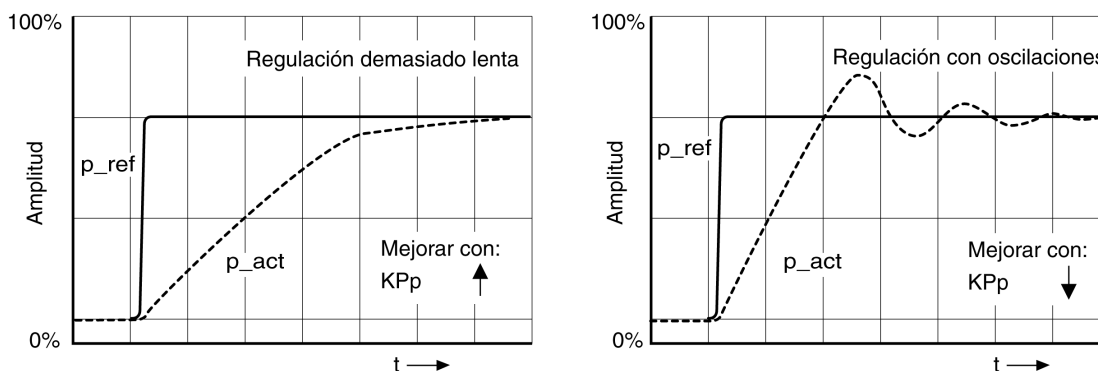 100%
Regulación demasiado lenta
p_ref
Amplitud
p_act
Mejorar con:
KPp
0%
t
100%
Regulación con oscilaciones
p_ref
Amplitud
p_act
Mejorar con:
KPp
0%
t